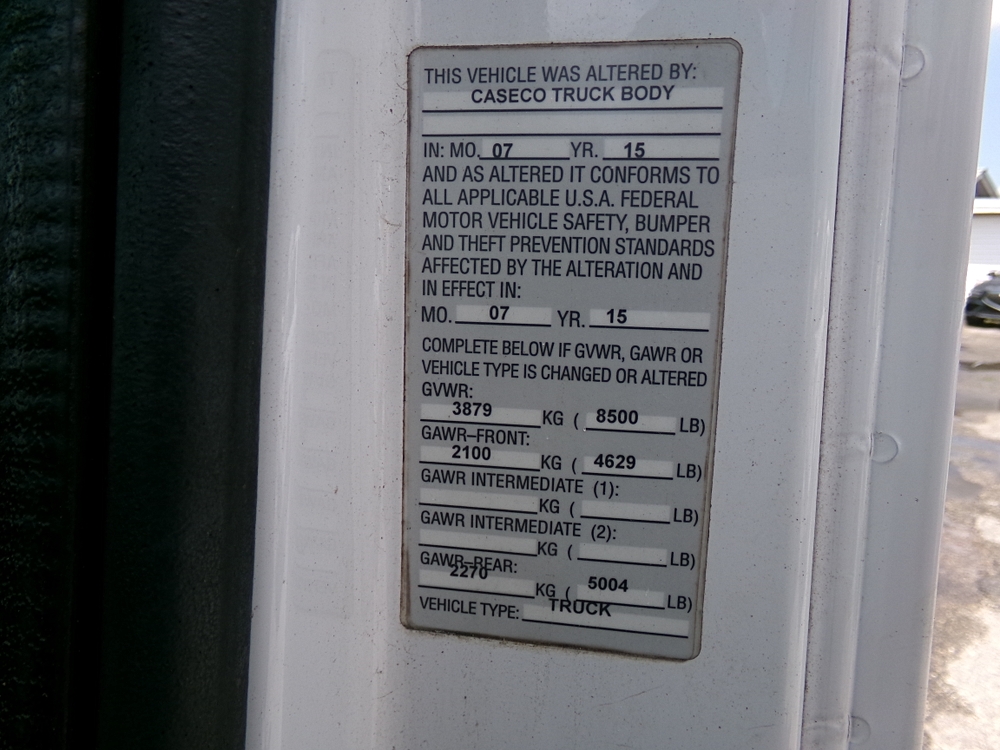 THIS VEHICLE WAS ALTERED BY:
CASECO TRUCK BODY
IN: MO. 07 YR. 15
AND AS ALTERED IT CONFORMS TO
ALL APPLICABLE U.S.A. FEDERAL
MOTOR VEHICLE SAFETY, BUMPER
AND THEFT PREVENTION STANDARDS
AFFECTED BY THE ALTERATION AND
IN EFFECT IN:
MO. 07 YR. 15
COMPLETE BELOW IF GVWR, GAWR OR
VEHICLE TYPE IS CHANGED OR ALTERED
GVWR:
3879 KG ( 8500 LB)
GAWR–FRONT:
2100 KG ( 4629 LB)
GAWR INTERMEDIATE (1):
KG ( LB)
GAWR INTERMEDIATE (2):
KG ( LB)
GAWR–REAR:
2270 KG ( 5004 LB)
VEHICLE TYPE: TRUCK